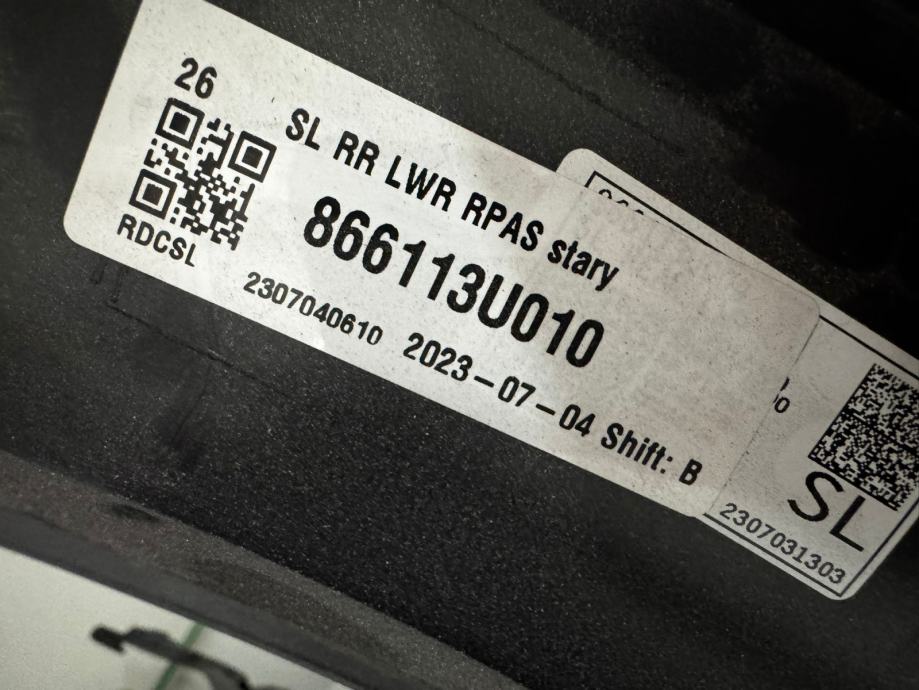 26
SL RR LWR RPAS stary
866113U010
RDCSL
2307040610 2023-07-04 Shift: B
SL
2307031303